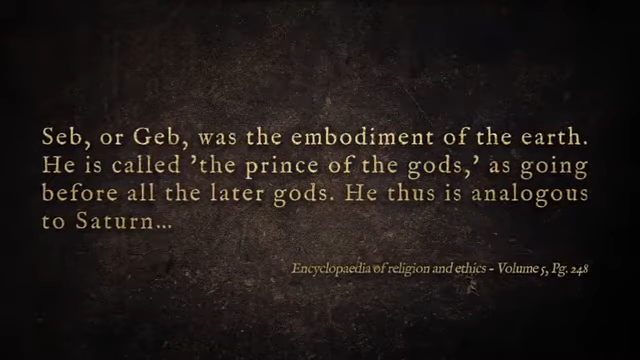 Seb, or Geb, was the embodiment of the earth.
He is called 'the prince of the gods,' as going
before all the later gods. He thus is analogous
to Saturn...
Encyclopaedia of religion and ethics - Volume 5, Pg. 248